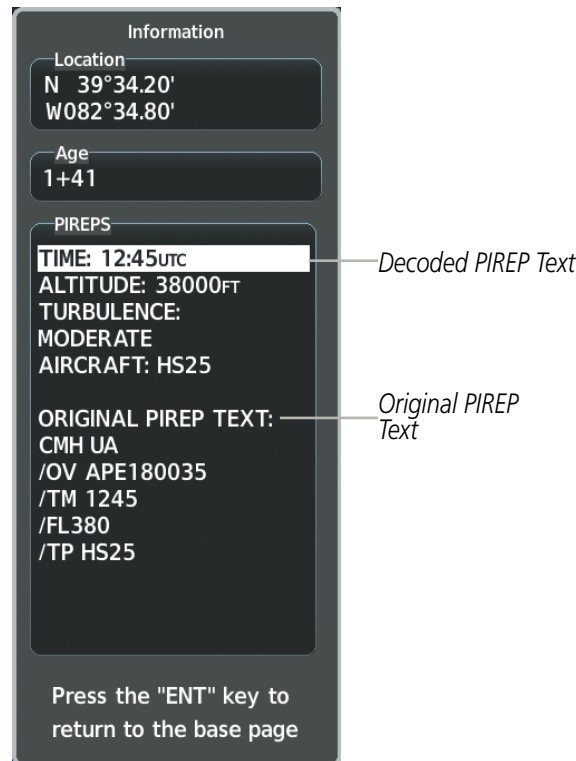 Information
Location
N 39°34.20'
W082°34.80'
Age
1+41
PIREPS
TIME: 12:45UTC
ALTITUDE: 38000FT
TURBULENCE:
MODERATE
AIRCRAFT: HS25
ORIGINAL PIREP TEXT:
CMH UA
/OV APE180035
/TM 1245
/FL380
/TP HS25
Press the "ENT" key to
return to the base page
Decoded PIREP Text
Original PIREP
Text